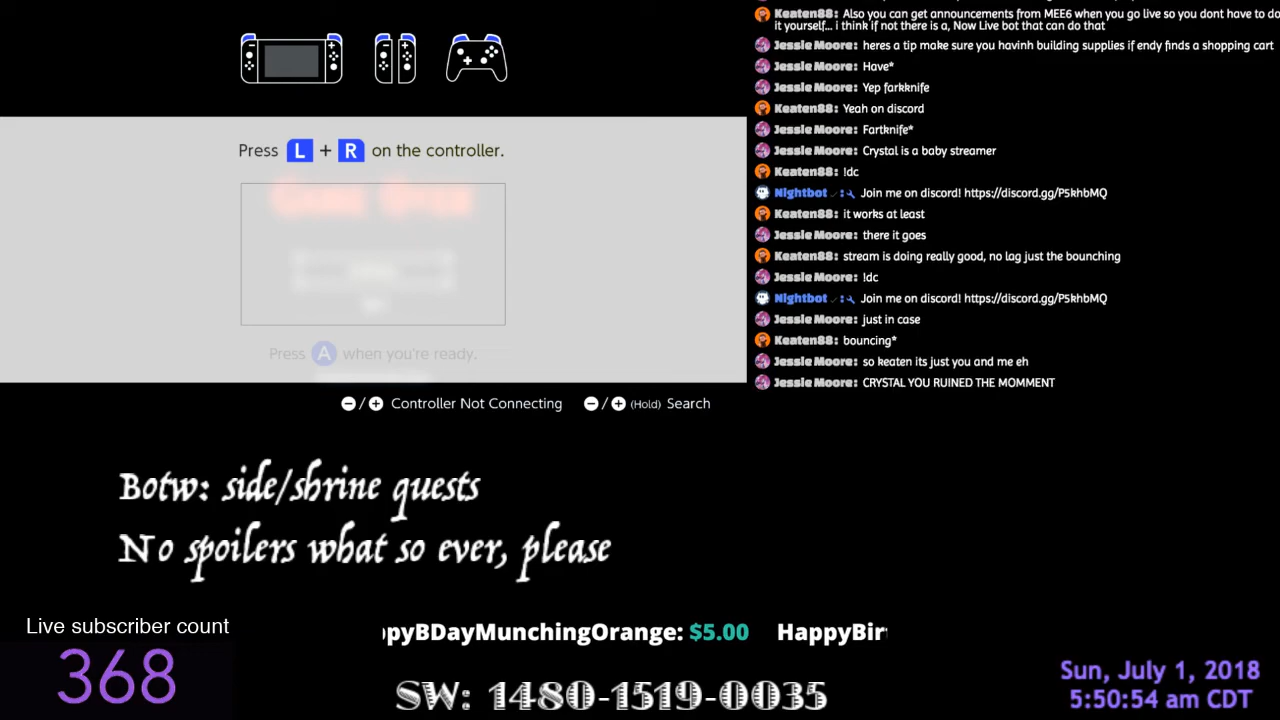 Press L + R on the controller.
Press A when you're ready.
−/+ Controller Not Connecting −/+ (Hold) Search
Keaten88: Also you can get announcements from MEE6 when you go live so you dont have to do
it yourself... i think if not there is a, Now Live bot that can do that
Jessie Moore: heres a tip make sure you havinh building supplies if endy finds a shopping cart
Jessie Moore: Have*
Jessie Moore: Yep farkknife
Keaten88: Yeah on discord
Jessie Moore: Fartknife*
Jessie Moore: Crystal is a baby streamer
Keaten88: !dc
Nightbot: Join me on discord! https://discord.gg/P5khbMQ
Keaten88: it works at least
Jessie Moore: there it goes
Keaten88: stream is doing really good, no lag just the bounching
Jessie Moore: !dc
Nightbot: Join me on discord! https://discord.gg/P5khbMQ
Jessie Moore: just in case
Keaten88: bouncing*
Jessie Moore: so keaten its just you and me eh
Jessie Moore: CRYSTAL YOU RUINED THE MOMMENT
Botw: side/shrine quests
No spoilers what so ever, please
Live subscriber count
368
pyBDayMunchingOrange: $5.00 HappyBir
SW: 1480-1519-0035
Sun, July 1, 2018
5:50:54 am CDT